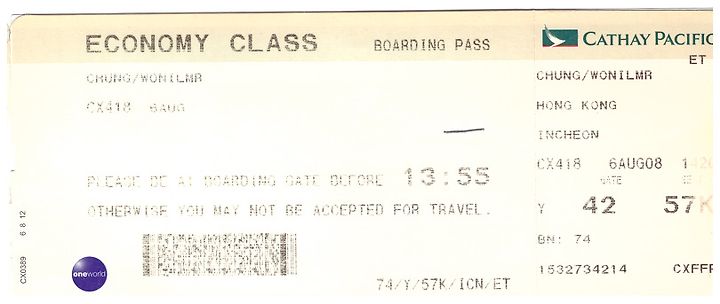 ECONOMY CLASS BOARDING PASS
CHUNG/WONILMR
CX418 6AUG
PLEASE BE AT BOARDING GATE BEFORE 13:55
OTHERWISE YOU MAY NOT BE ACCEPTED FOR TRAVEL.
74/Y/57K/ICN/ET
oneworld
CX0389 6 8 12
CATHAY PACIFIC
ET
CHUNG/WONILMR
HONG KONG
INCHEON
CX418 6AUG08
GATE
Y 42 57K
BN: 74
1532734214